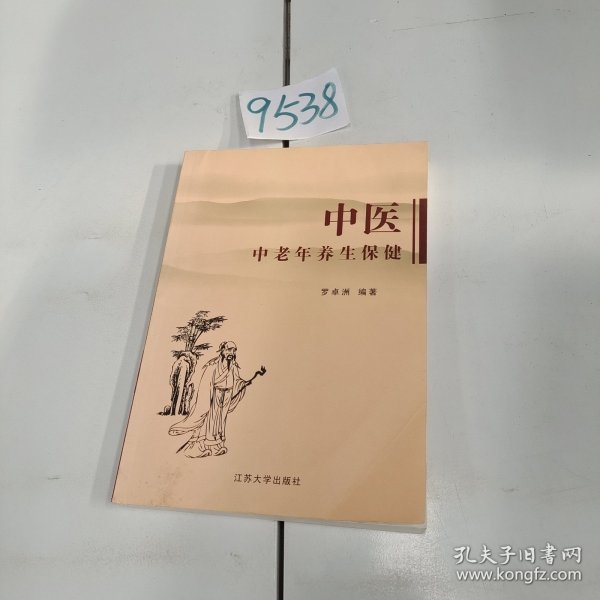 9538
中医
中老年养生保健
罗卓洲 编著
江苏大学出版社
孔夫子旧书网
www.kongfz.com